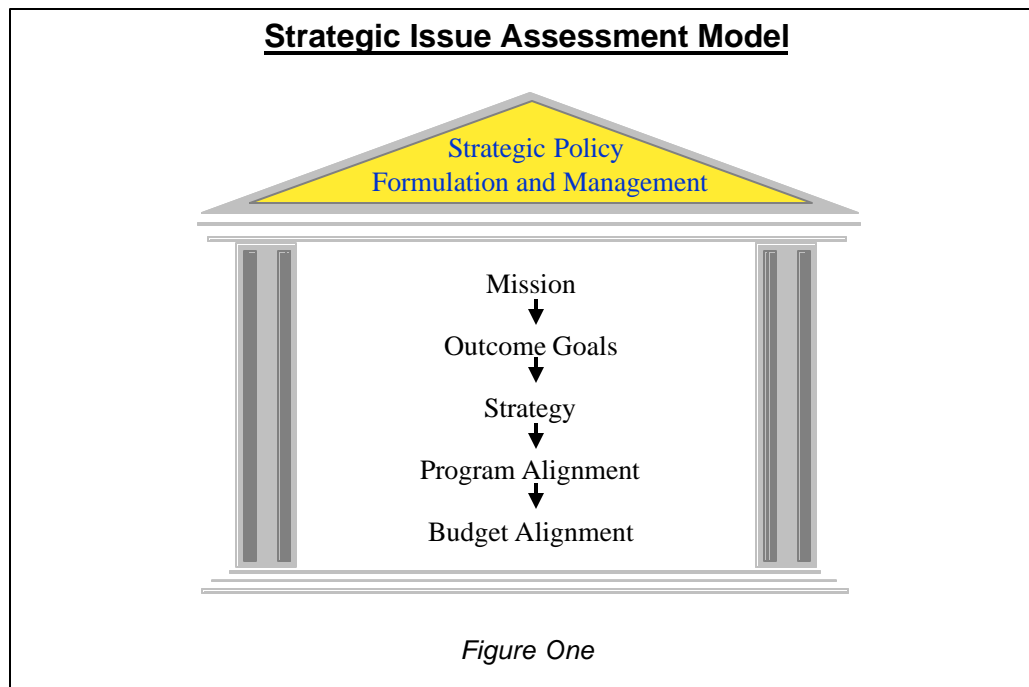 Strategic Issue Assessment Model
Strategic Policy
Formulation and Management
Mission
Outcome Goals
Strategy
Program Alignment
Budget Alignment
Figure One